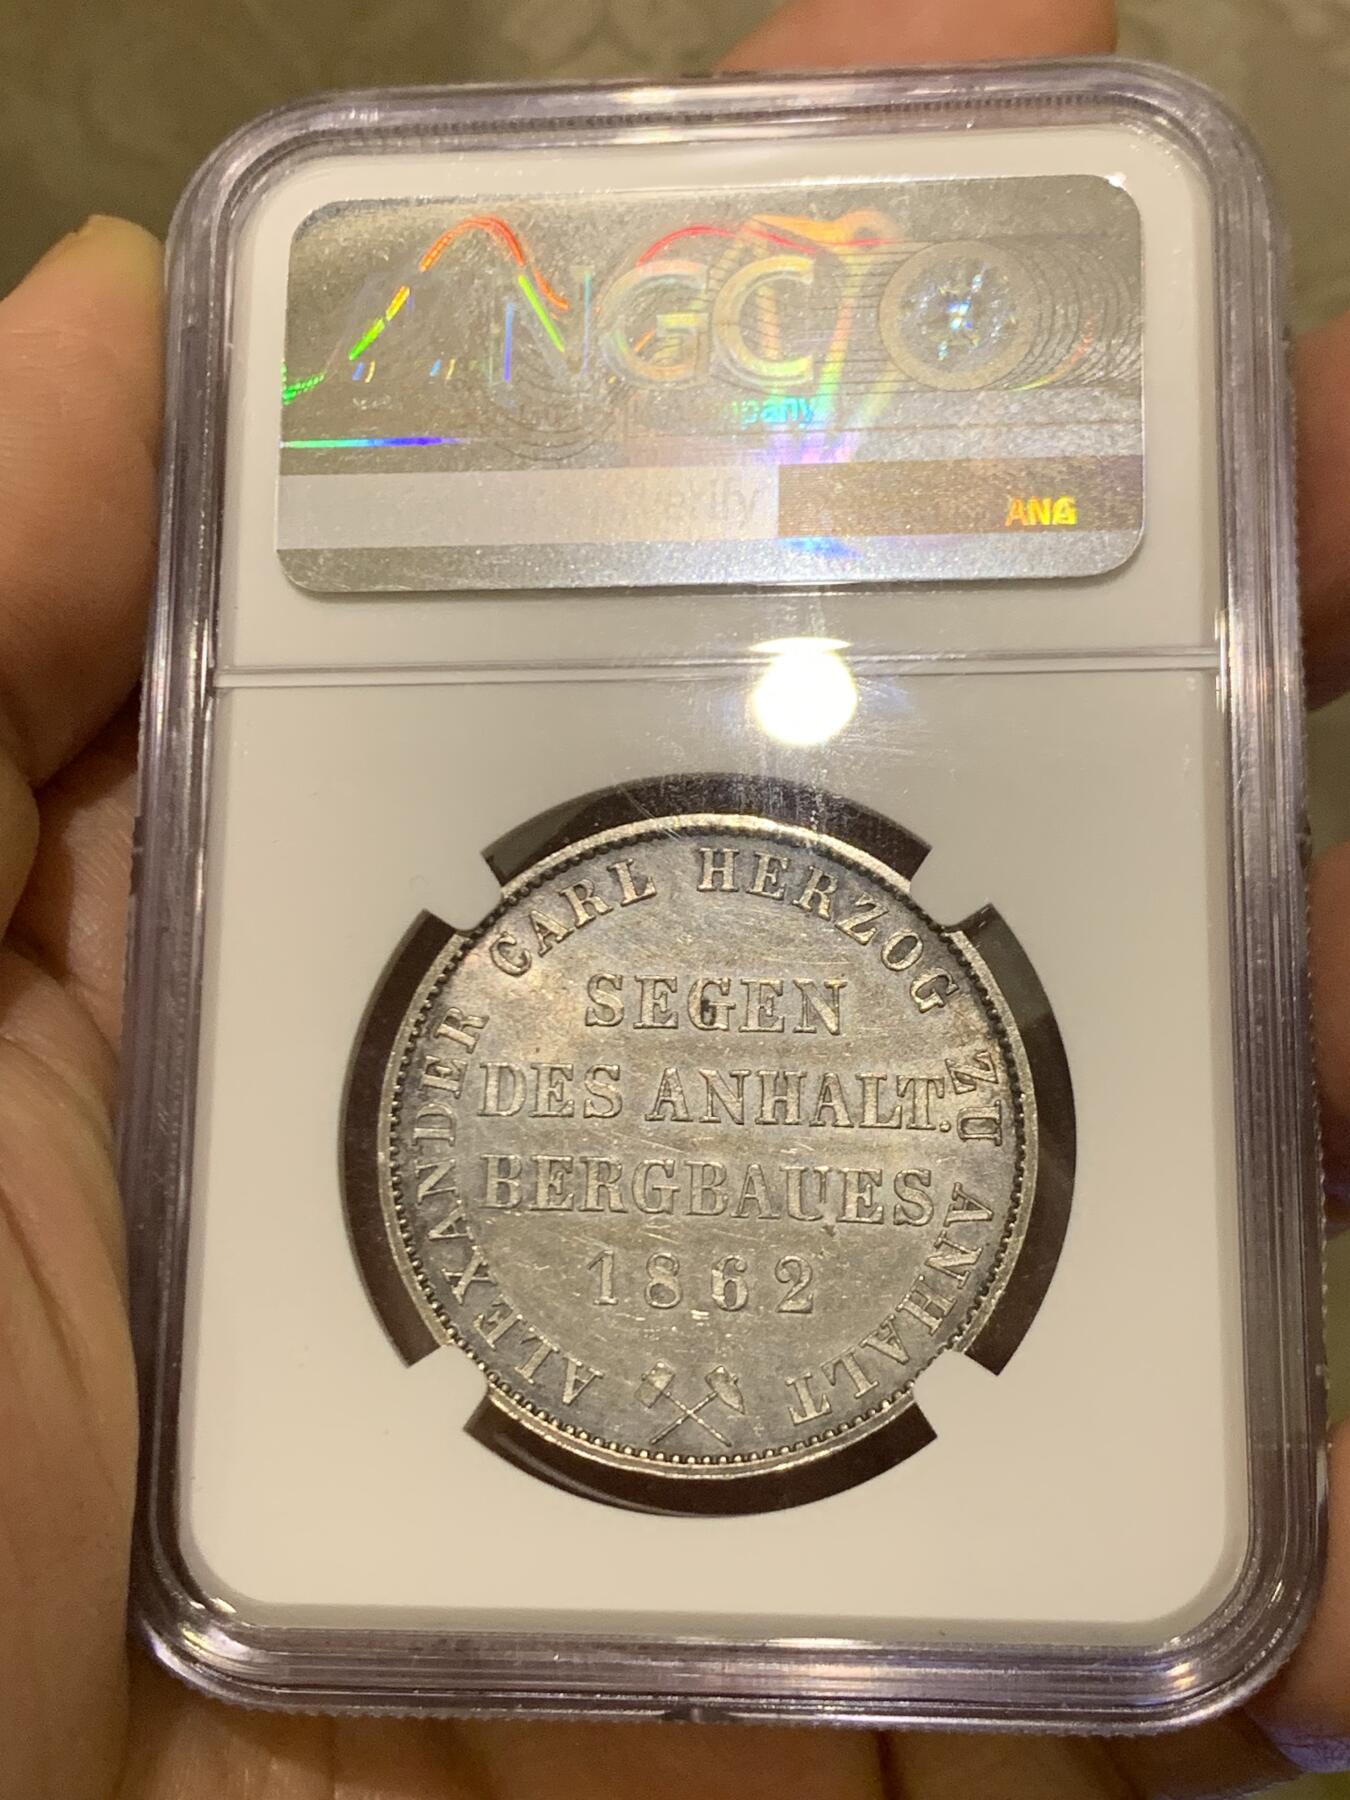 NGC
ANG
ALEXANDER CARL HERZOG ZU ANHALT
SEGEN
DES ANHALT.
BERGBAUES
1862